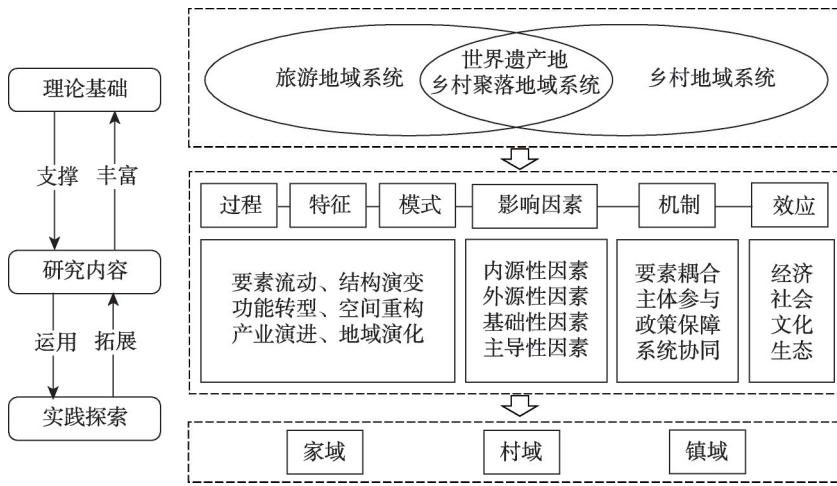 理论基础
支撑
丰富
研究内容
运用
拓展
实践探索
旅游地域系统
世界遗产地
乡村聚落地域系统
乡村地域系统
过程
特征
模式
影响因素
机制
效应
要素流动、结构演变
功能转型、空间重构
产业演进、地域演化
内源性因素
外源性因素
基础性因素
主导性因素
要素耦合
主体参与
政策保障
系统协同
经济
社会
文化
生态
家域
村域
镇域